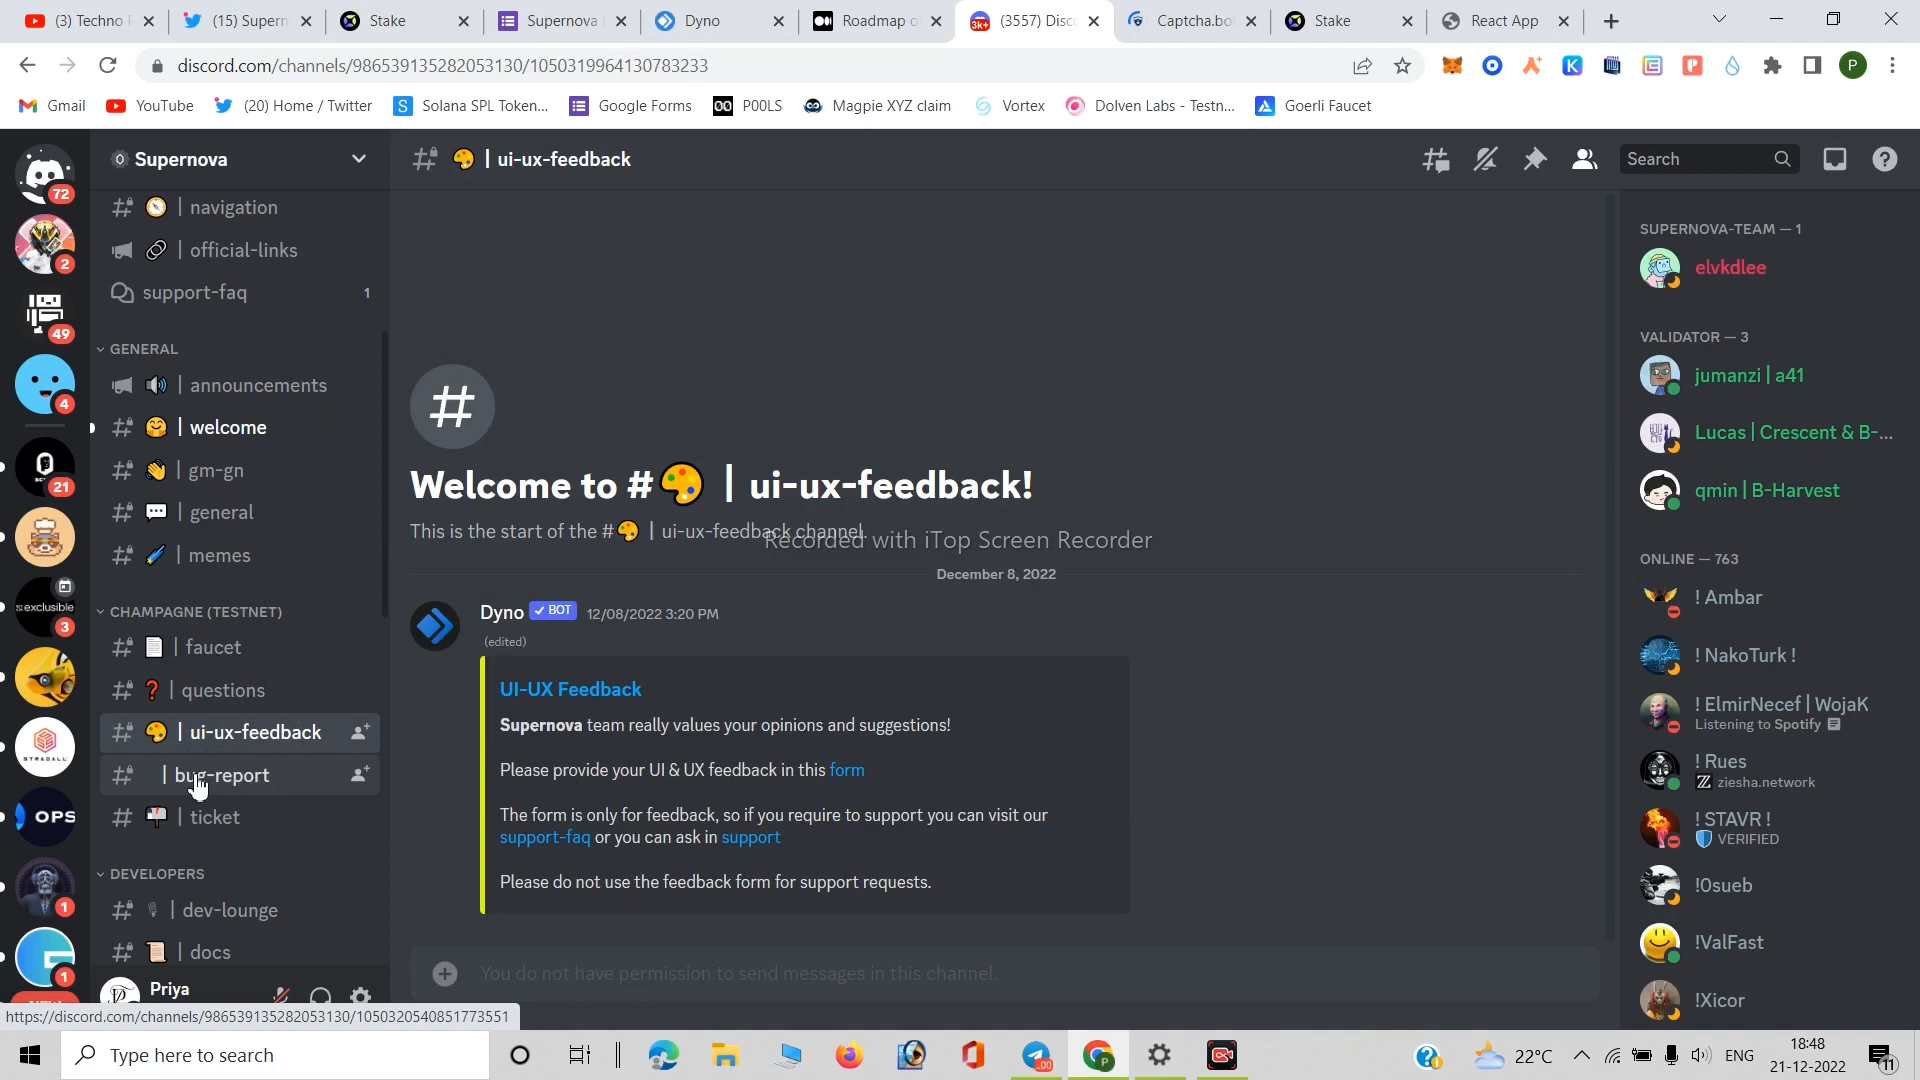 (3) Techno
(15) Supern
Stake
Supernova
Dyno
Roadmap o
(3557) Disc
Captcha.bo
Stake
React App
discord.com/channels/986539135282053130/1050319964130783233
P
Gmail
YouTube
(20) Home / Twitter
Solana SPL Token...
Google Forms
P00LS
Magpie XYZ claim
Vortex
Dolven Labs - Testn...
Goerli Faucet
Supernova
| ui-ux-feedback
Search
72
2
49
4
21
exclusible
3
STRADALL
OPS
1
1
| navigation
| official-links
support-faq
1
GENERAL
| announcements
| welcome
| gm-gn
| general
| memes
CHAMPAGNE (TESTNET)
| faucet
| questions
| ui-ux-feedback
| bug-report
| ticket
DEVELOPERS
| dev-lounge
| docs
Priya
Welcome to # | ui-ux-feedback!
This is the start of the # | ui-ux-feedback channel.
Recorded with iTop Screen Recorder
December 8, 2022
Dyno BOT 12/08/2022 3:20 PM
(edited)
UI-UX Feedback
Supernova team really values your opinions and suggestions!
Please provide your UI & UX feedback in this form
The form is only for feedback, so if you require to support you can visit our
support-faq or you can ask in support
Please do not use the feedback form for support requests.
You do not have permission to send messages in this channel.
SUPERNOVA-TEAM — 1
elvkdlee
VALIDATOR — 3
jumanzi | a41
Lucas | Crescent & B-...
qmin | B-Harvest
ONLINE — 763
! Ambar
! NakoTurk !
! ElmirNecef | WojaK
Listening to Spotify
! Rues
ziesha.network
! STAVR !
VERIFIED
!Osueb
!ValFast
!Xicor
https://discord.com/channels/986539135282053130/1050320540851773551
Type here to search
22°C
ENG
18:48
21-12-2022
11